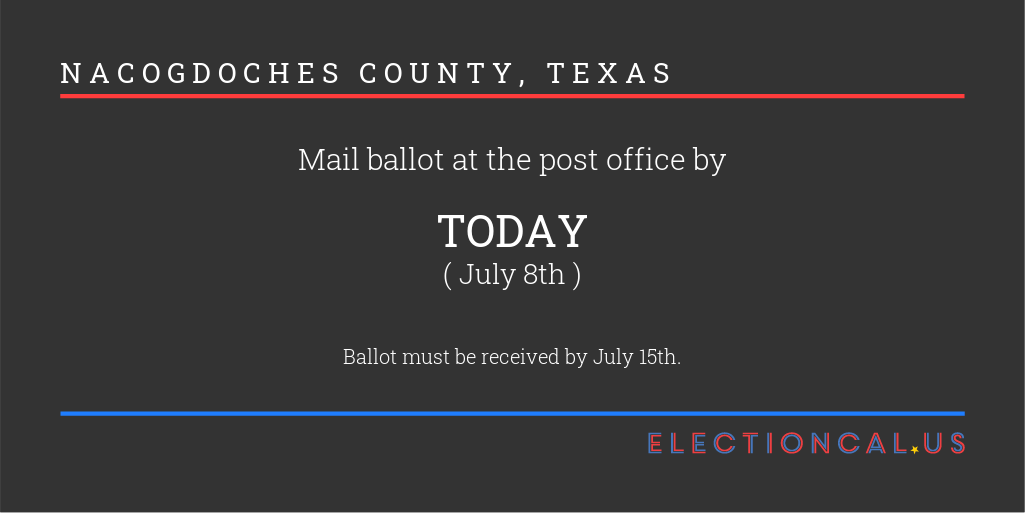 NACOGDOCHES COUNTY, TEXAS
Mail ballot at the post office by
TODAY
( July 8th )
Ballot must be received by July 15th.
ELECTIONCAL.US